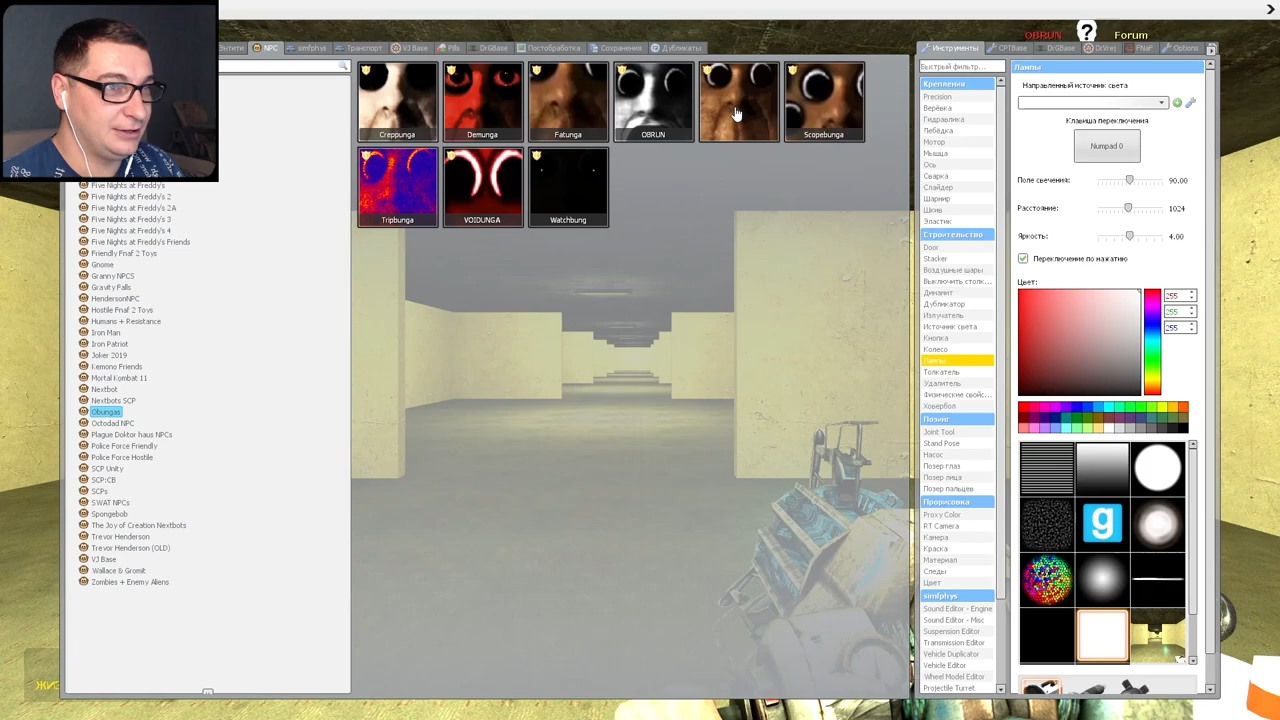 OBRUN ? Forum
нтити NPC simfphys Транспорт VJ Base Pills DrGBase Постобработка Сохранения Дубликаты
Инструменты CPTBase DrGBase DrVrej FNaF Options
Creppunga Demunga Fatunga OBRUN Scopebunga
Tripbunga VOIDUNGA Watchbung
Five Nights at Freddy's
Five Nights at Freddy's 2
Five Nights at Freddy's 2A
Five Nights at Freddy's 3
Five Nights at Freddy's 4
Five Nights at Freddy's Friends
Friendly Fnaf 2 Toys
Gnome
Granny NPCS
Gravity Falls
HendersonNPC
Hostile Fnaf 2 Toys
Humans + Resistance
Iron Man
Iron Patriot
Joker 2019
Kemono Friends
Mortal Kombat 11
Nextbot
Nextbots SCP
Obungas
Octodad NPC
Plague Doktor haus NPCs
Police Force Friendly
Police Force Hostile
SCP Unity
SCP:CB
SCPs
SWAT NPCs
Spongebob
The Joy of Creation Nextbots
Trevor Henderson
Trevor Henderson (OLD)
VJ Base
Wallace & Gromit
Zombies + Enemy Aliens
Быстрый фильтр...
Крепления
Precision
Верёвка
Гидравлика
Лебёдка
Мотор
Мышца
Ось
Сварка
Слайдер
Шарнир
Шкив
Эластик
Строительство
Door
Stacker
Воздушные шары
Выключить столк...
Динамит
Дубликатор
Излучатель
Источник света
Кнопка
Колесо
Лампы
Толкатель
Удалитель
Физические свойс...
Ховербол
Позинг
Joint Tool
Stand Pose
Насос
Позер глаз
Позер лица
Позер пальцев
Прорисовка
Proxy Color
RT Camera
Камера
Краска
Материал
Следы
Цвет
simfphys
Sound Editor - Engine
Sound Editor - Misc
Suspension Editor
Transmission Editor
Vehicle Duplicator
Vehicle Editor
Wheel Model Editor
Projectile Turret
Лампы
Направленный источник света
Клавиша переключения
Numpad 0
Поле свечения: 90.00
Расстояние: 1024
Яркость: 4.00
Переключение по нажатию
Цвет:
255
255
255
g